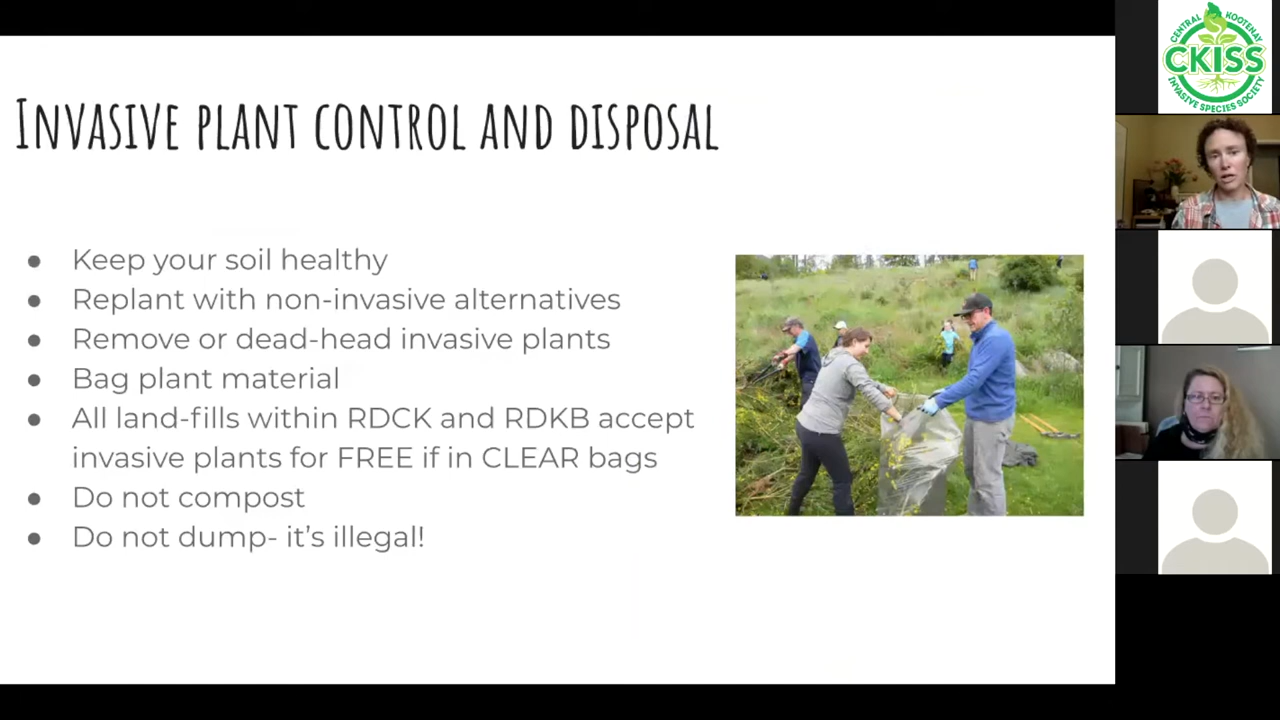 Invasive plant control and disposal
● Keep your soil healthy
● Replant with non-invasive alternatives
● Remove or dead-head invasive plants
● Bag plant material
● All land-fills within RDCK and RDKB accept
invasive plants for FREE if in CLEAR bags
● Do not compost
● Do not dump- it's illegal!
CENTRAL KOOTENAY
CKISS
INVASIVE SPECIES SOCIETY